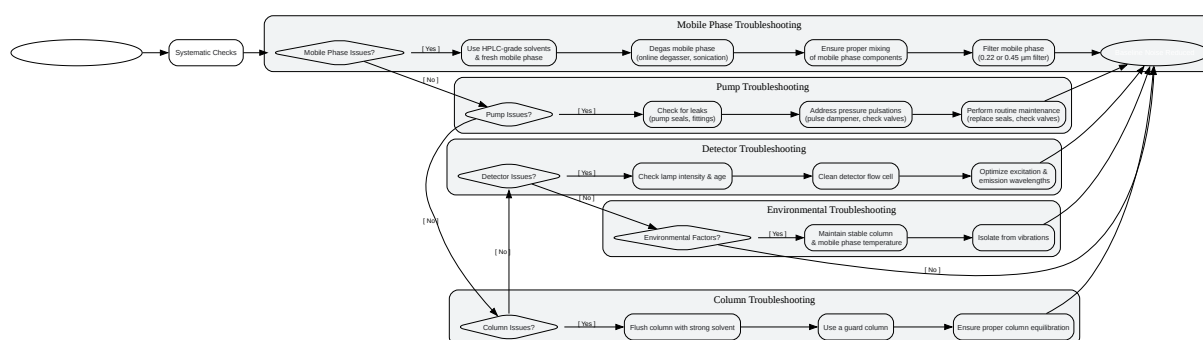 Mobile Phase Troubleshooting
Systematic Checks
Mobile Phase Issues?
[ Yes ]
Use HPLC-grade solvents
& fresh mobile phase
Degas mobile phase
(online degasser, sonication)
Ensure proper mixing
of mobile phase components
Filter mobile phase
(0.22 or 0.45 µm filter)
[ No ]
Pump Troubleshooting
Pump Issues?
[ Yes ]
Check for leaks
(pump seals, fittings)
Address pressure pulsations
(pulse dampener, check valves)
Perform routine maintenance
(replace seals, check valves)
Detector Troubleshooting
Detector Issues?
[ Yes ]
Check lamp intensity & age
Clean detector flow cell
Optimize excitation &
emission wavelengths
[ No ]
Environmental Troubleshooting
[ No ]
Environmental Factors?
[ Yes ]
Maintain stable column
& mobile phase temperature
Isolate from vibrations
[ No ]
[ No ]
Column Troubleshooting
Column Issues?
[ Yes ]
Flush column with strong solvent
Use a guard column
Ensure proper column equilibration